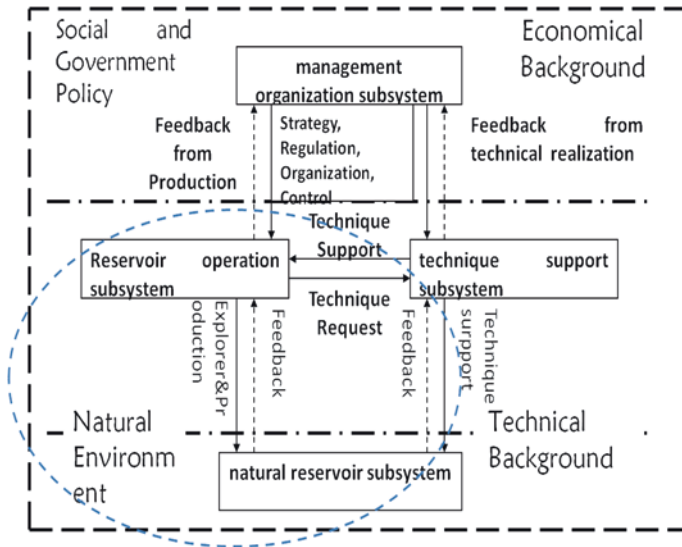 Social and
Government
Policy
Economical
Background
management
organization subsystem
Feedback
from
Production
Strategy,
Regulation,
Organization,
Control
Feedback from
technical realization
Technique
Support
Reservoir operation
subsystem
technique support
subsystem
Technique
Request
Explorer&Pr
oduction
Feedback
Feedback
Technique
surpport
Natural
Environm
ent
Technical
Background
natural reservoir subsystem